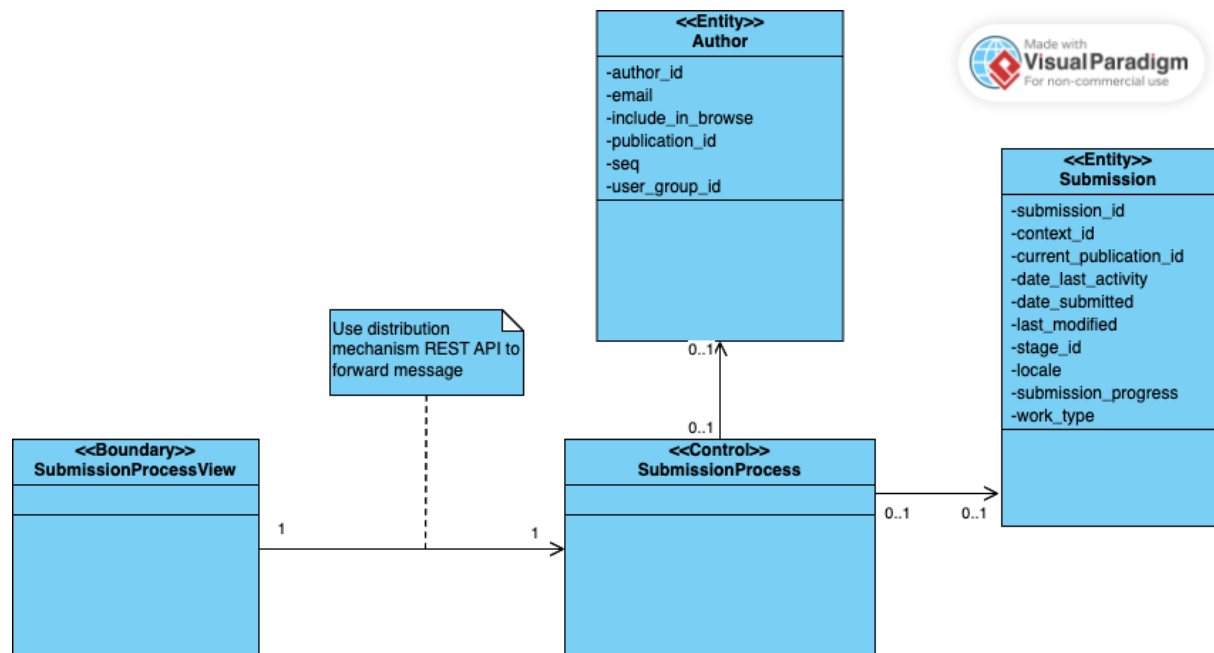 <<Entity>>
Author
-author_id
-email
-include_in_browse
-publication_id
-seq
-user_group_id
Made with
VisualParadigm
For non-commercial use
<<Entity>>
Submission
-submission_id
-context_id
-current_publication_id
-date_last_activity
-date_submitted
-last_modified
-stage_id
-locale
-submission_progress
-work_type
Use distribution
mechanism REST API to
forward message
0..1
0..1
<<Boundary>>
SubmissionProcessView
<<Control>>
SubmissionProcess
1
1
0..1
0..1